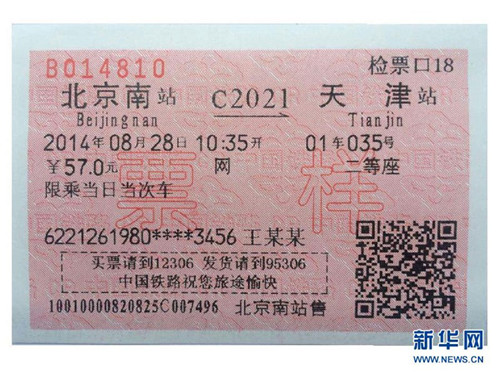 B014810 检票口18
北京南站 C2021 天津站
Beijingnan Tianjin
2014年08月28日10:35开 01车035号
￥57.0元 网 二等座
限乘当日当次车
票样
6221261980****3456 王某某
买票请到12306 发货请到95306
中国铁路祝您旅途愉快
10010000820825C007496 北京南站售
新华网
WWW.NEWS.CN